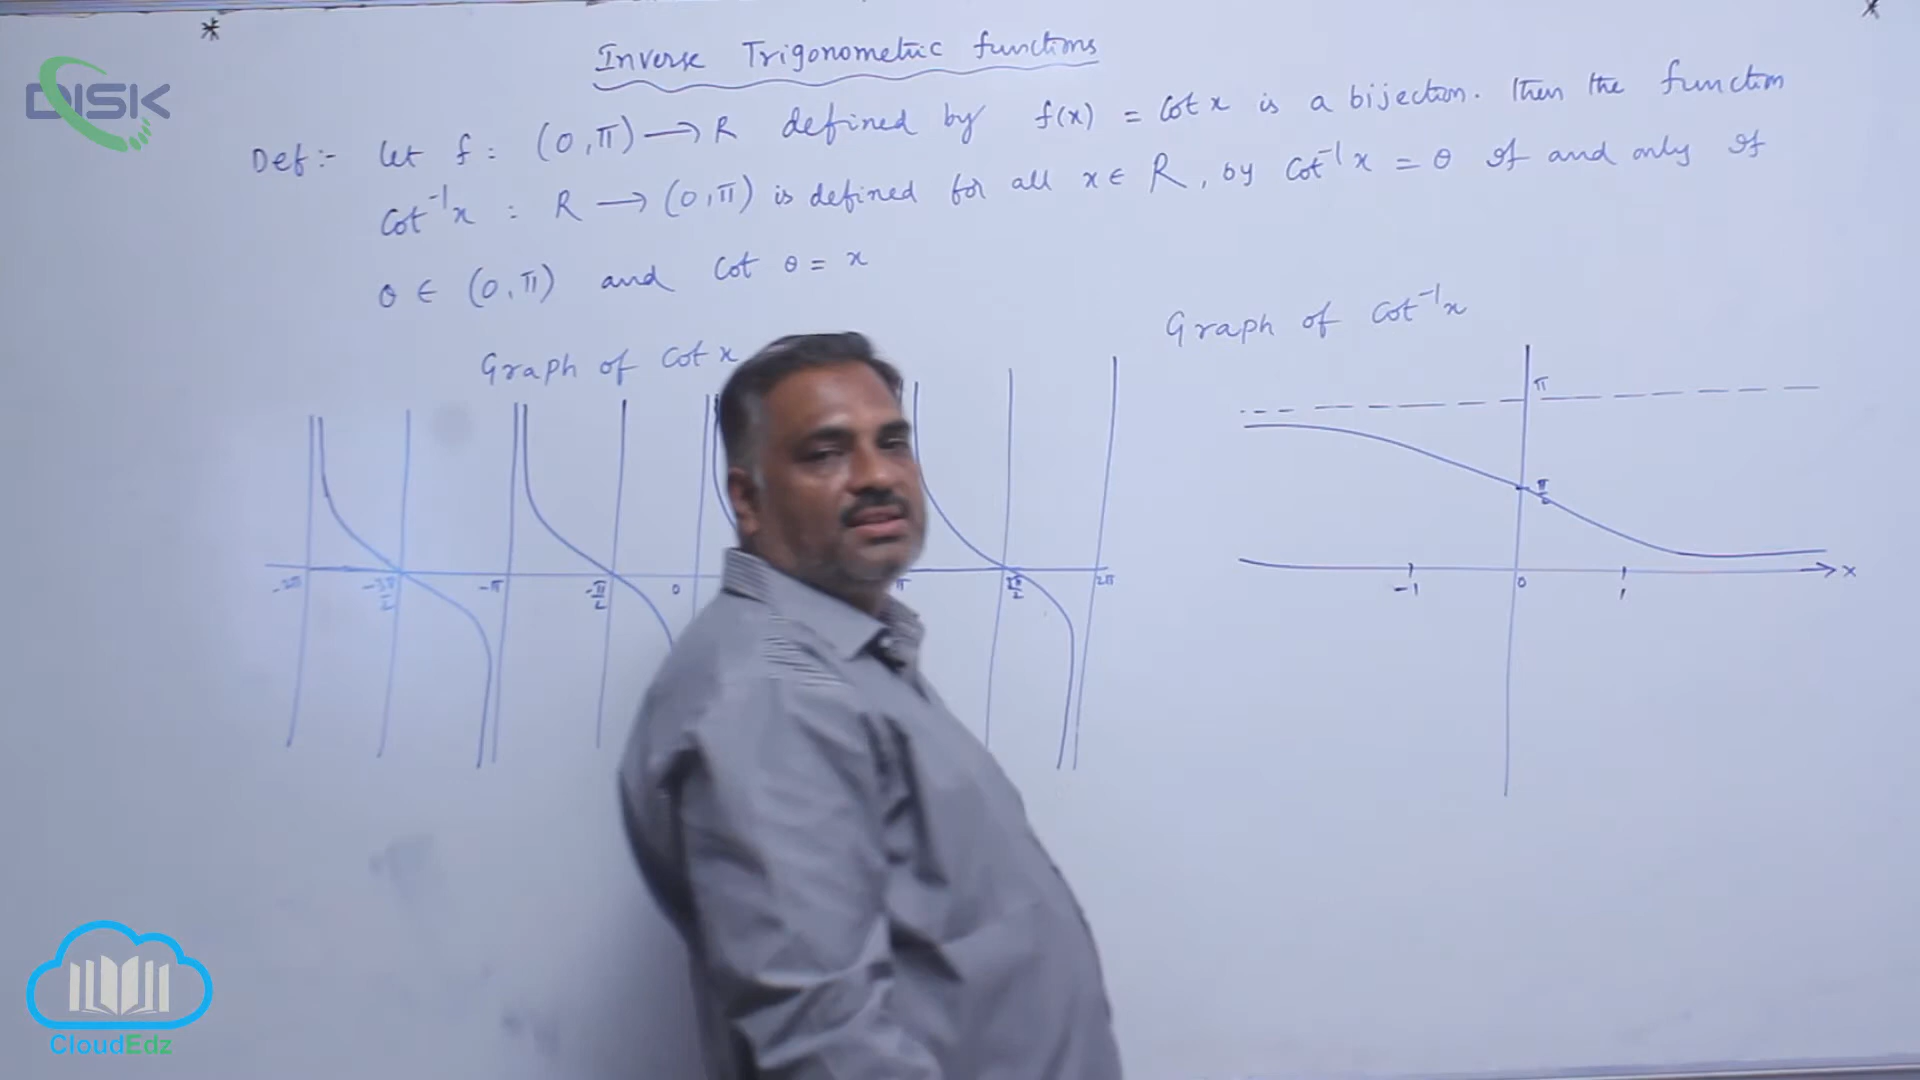 *
*
Inverse Trigonometric functions
DISK
Def:- let f: (0,π) → R defined by f(x) = Cot x is a bijection. Then the function
Cot⁻¹x : R → (0,π) is defined for all x ∈ R, by Cot⁻¹x = θ If and only If
θ ∈ (0,π) and Cot θ = x
Graph of Cot x
Graph of Cot⁻¹x
π
π/2
-2π -3π/2 -π -π/2 0 π 2π
-1 0 1 x
CloudEdz